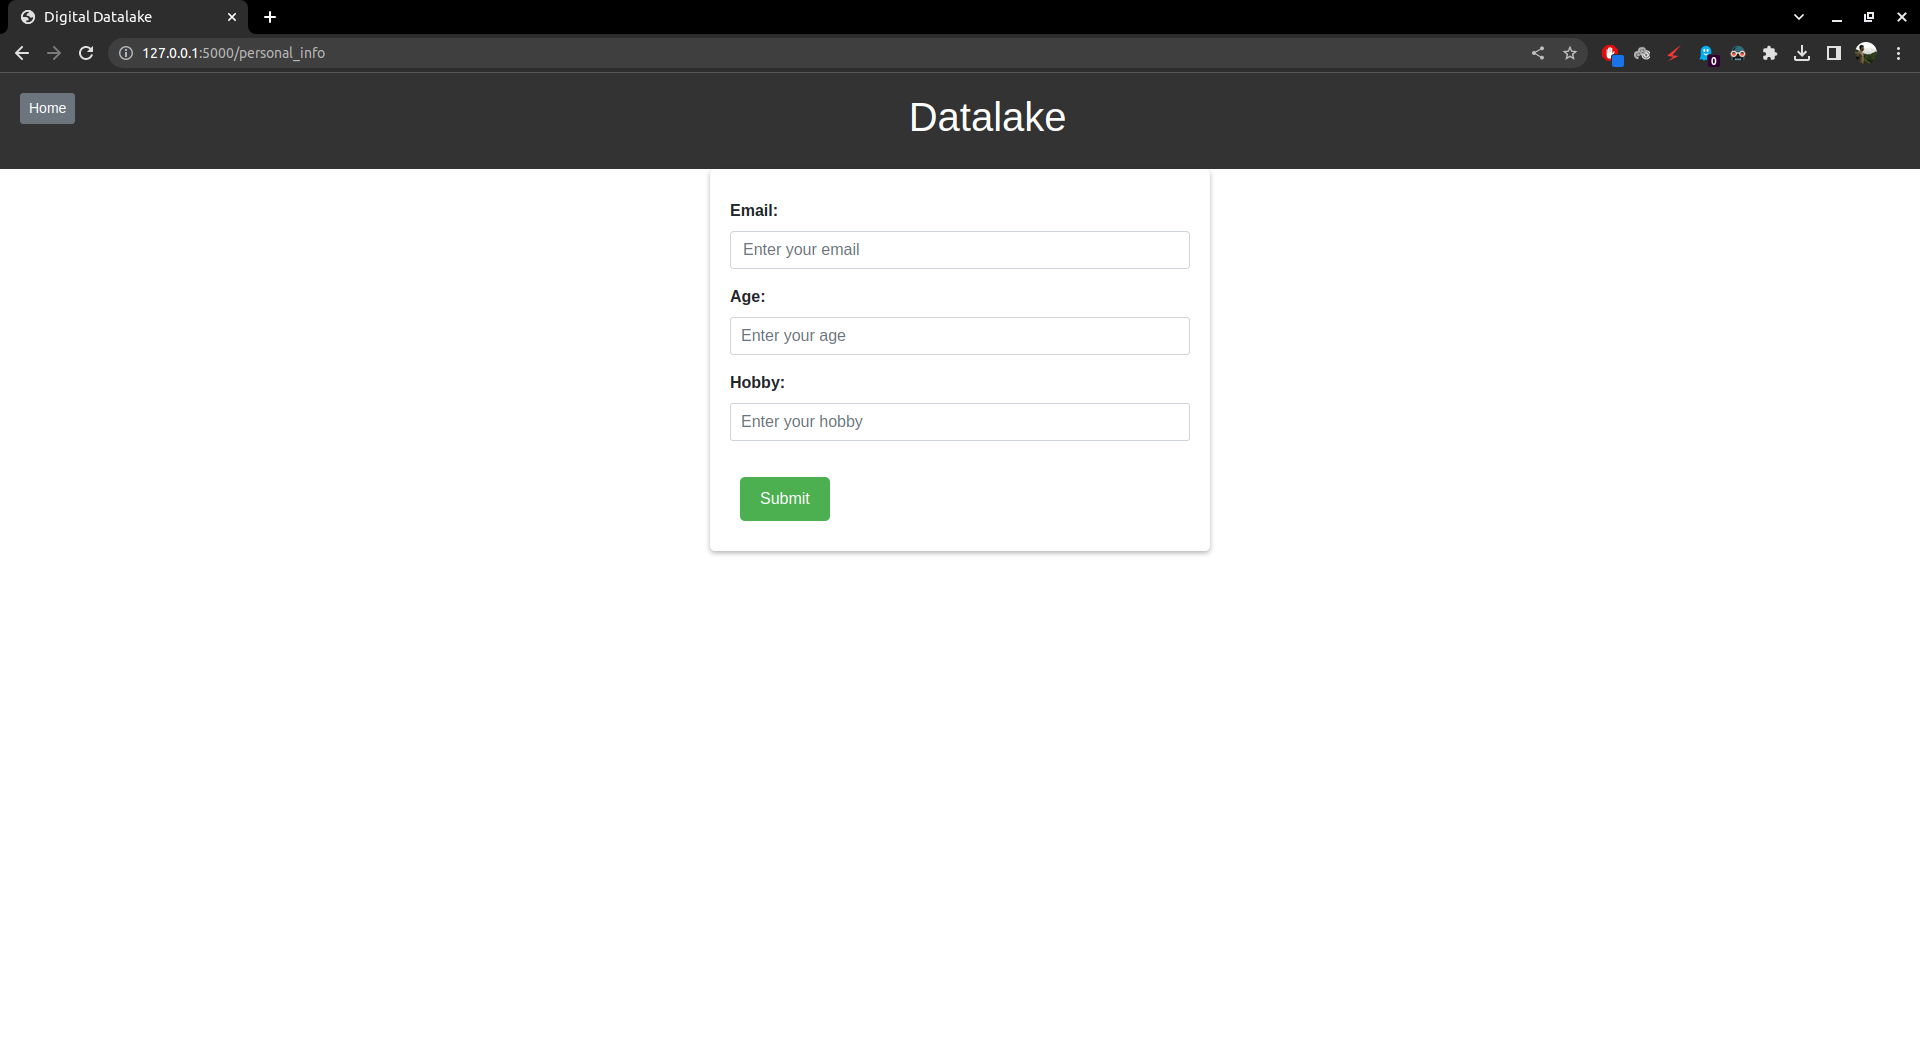 Digital Datalake
127.0.0.1:5000/personal_info
0
Home
Datalake
Email:
Enter your email
Age:
Enter your age
Hobby:
Enter your hobby
Submit